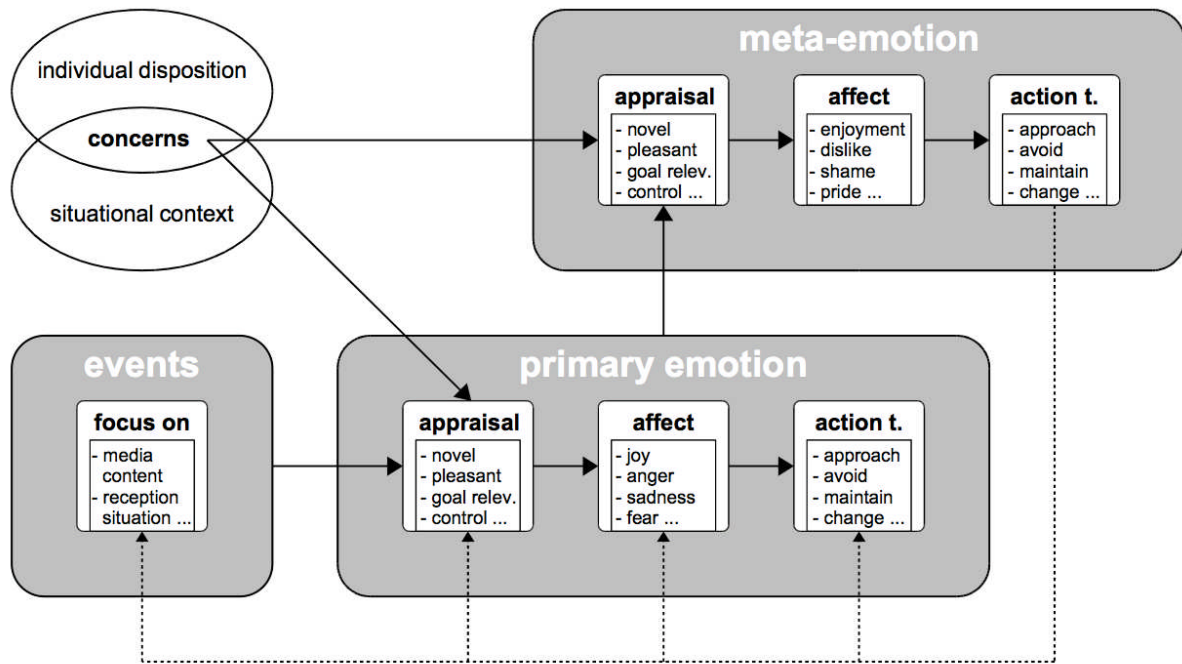 individual disposition
concerns
situational context
meta-emotion
appraisal
- novel
- pleasant
- goal relev.
- control ...
affect
- enjoyment
- dislike
- shame
- pride ...
action t.
- approach
- avoid
- maintain
- change ...
events
focus on
- media
content
- reception
situation ...
primary emotion
appraisal
- novel
- pleasant
- goal relev.
- control ...
affect
- joy
- anger
- sadness
- fear ...
action t.
- approach
- avoid
- maintain
- change ...